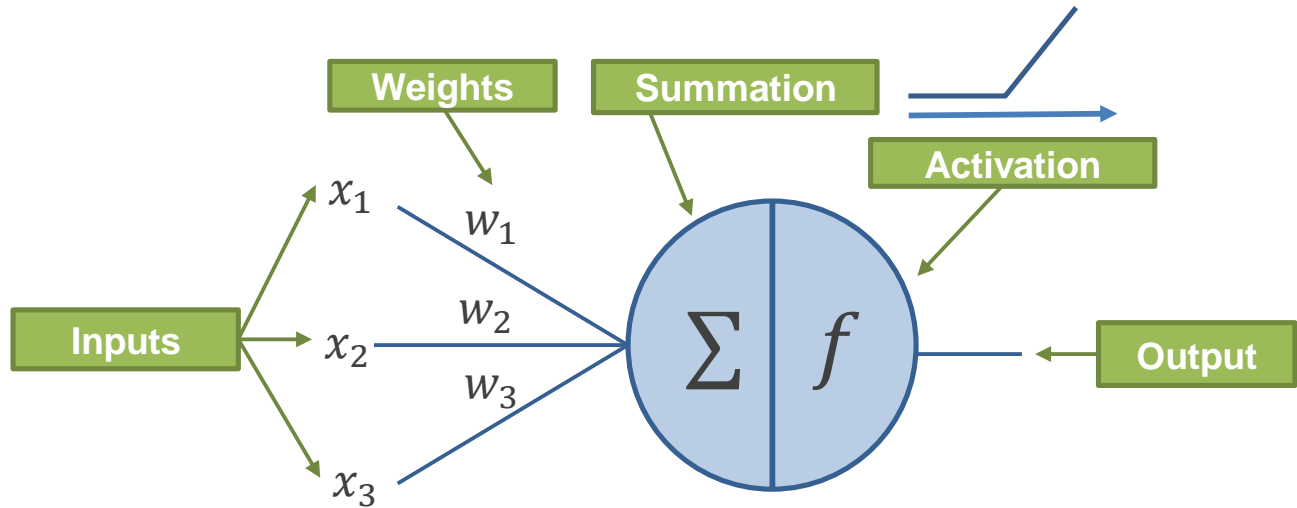 Weights
Summation
Activation
x₁
w₁
Inputs
x₂
w₂
∑
f
Output
w₃
x₃